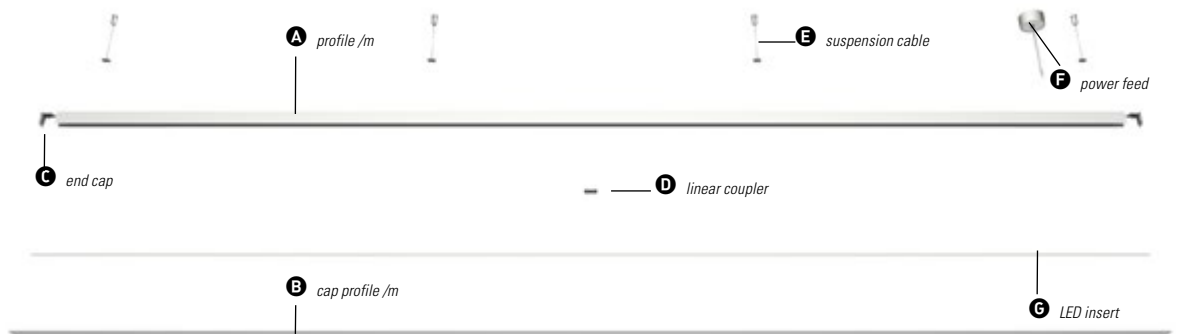 A profile /m
E suspension cable
F power feed
C end cap
D linear coupler
B cap profile /m
G LED insert